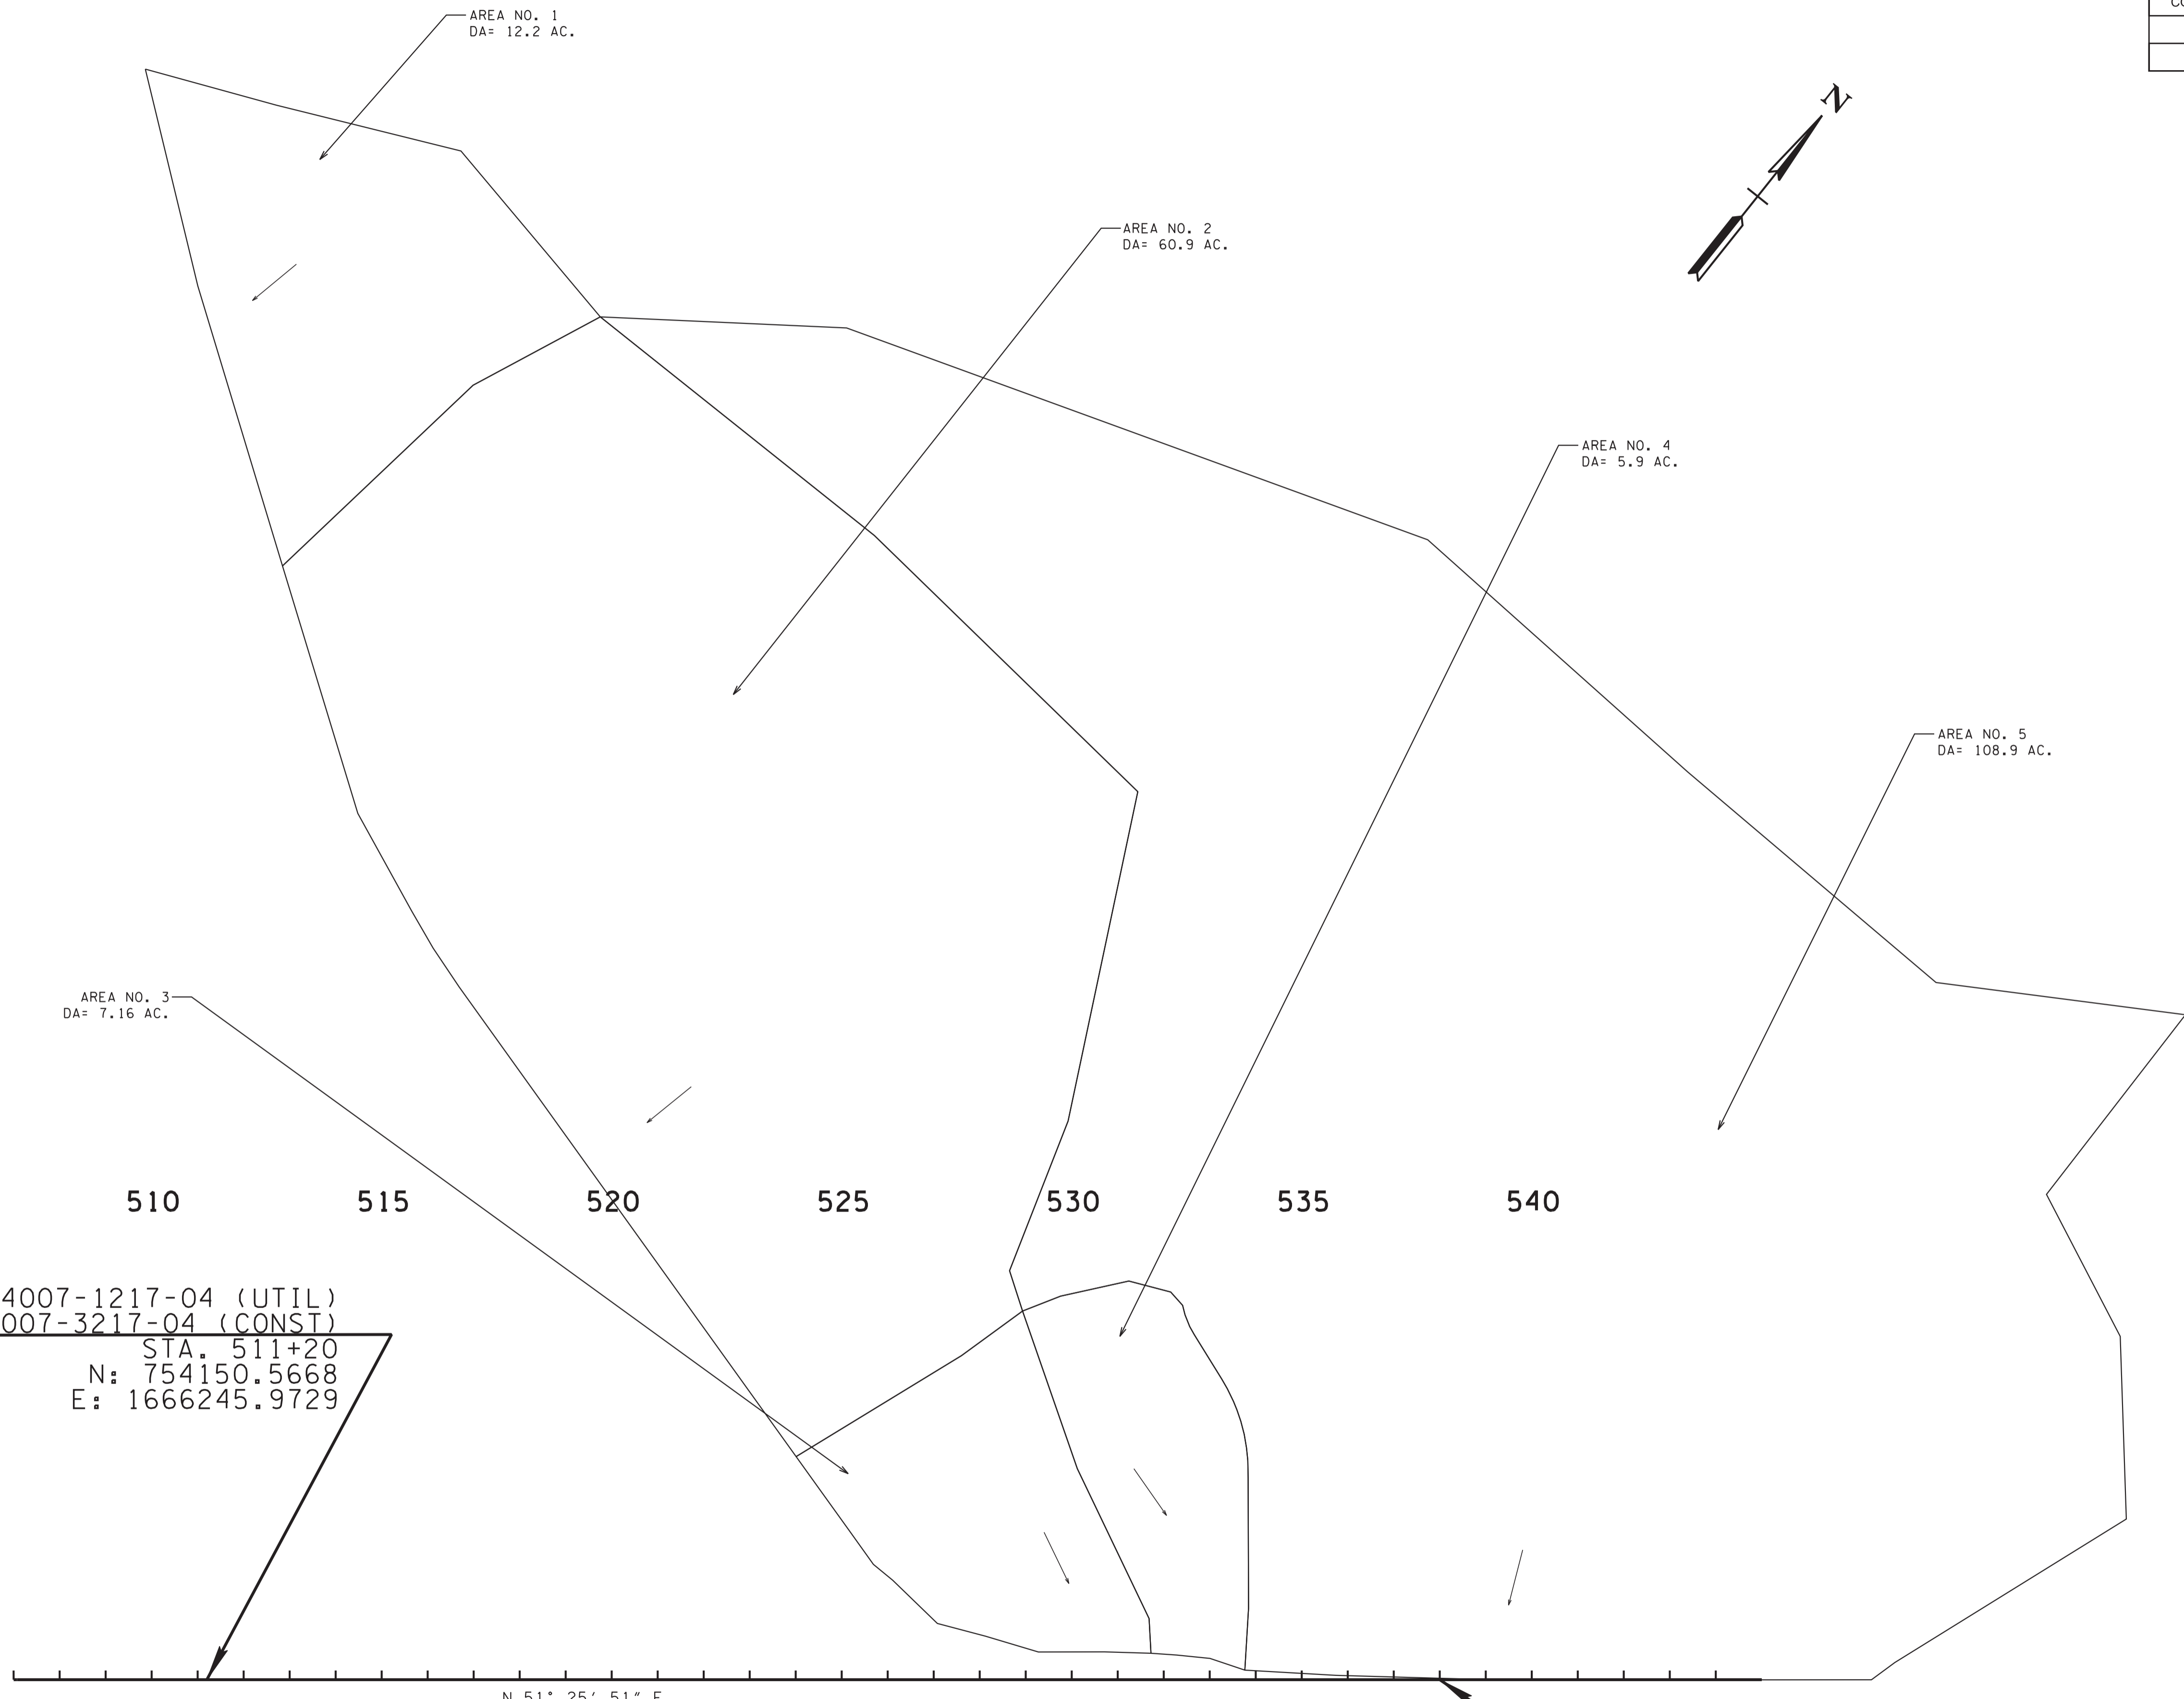 AREA NO. 1
DA= 12.2 AC.
N
AREA NO. 2
DA= 60.9 AC.
AREA NO. 4
DA= 5.9 AC.
AREA NO. 5
DA= 108.9 AC.
AREA NO. 3
DA= 7.16 AC.
510 515 520 525 530 535 540
4007-1217-04 (UTIL)
007-3217-04 (CONST)
STA. 511+20
N: 754150.5668
E: 1666245.9729
N 51° 25' 51" E